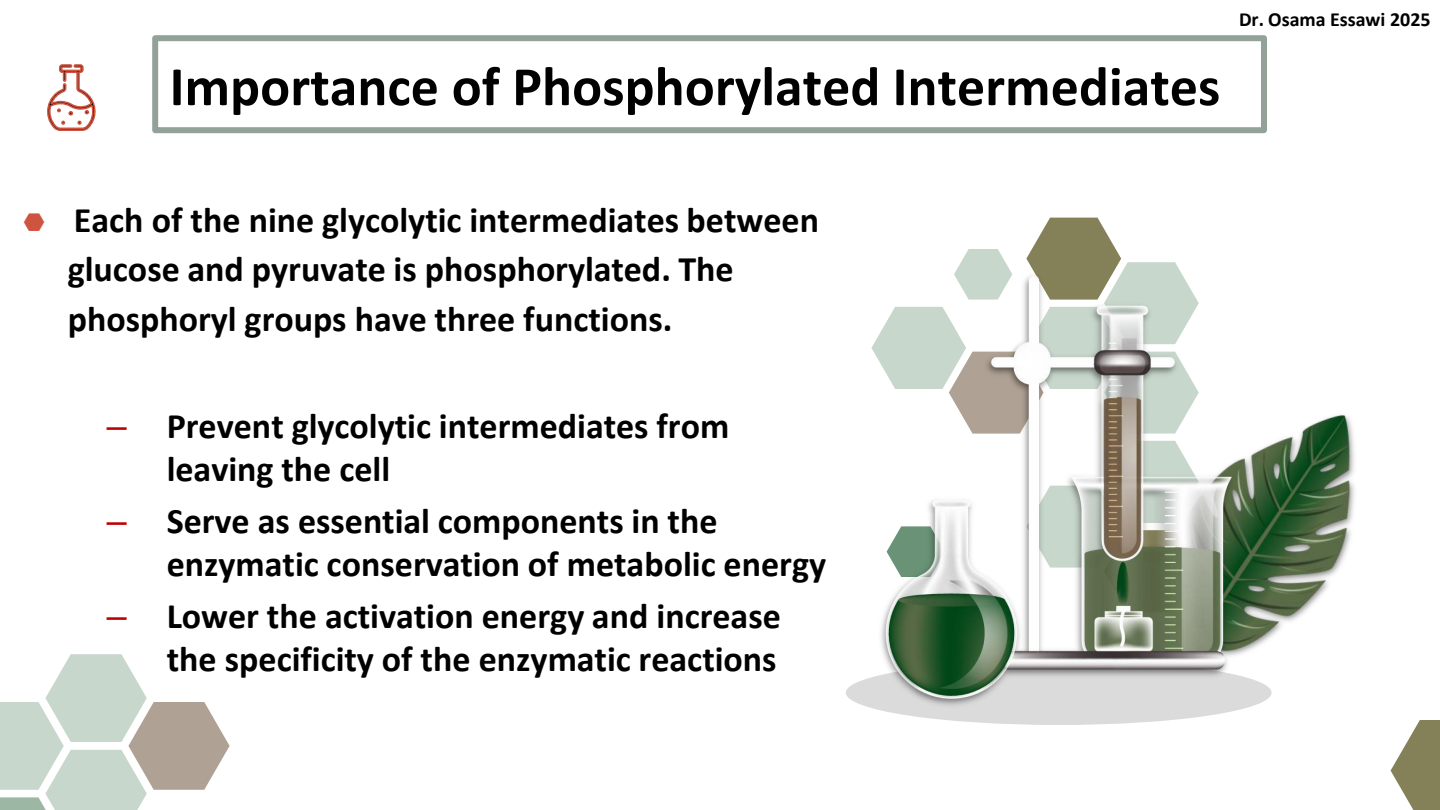 Dr. Osama Essawi 2025
Importance of Phosphorylated Intermediates
Each of the nine glycolytic intermediates between
glucose and pyruvate is phosphorylated. The
phosphoryl groups have three functions.
– Prevent glycolytic intermediates from
leaving the cell
– Serve as essential components in the
enzymatic conservation of metabolic energy
– Lower the activation energy and increase
the specificity of the enzymatic reactions